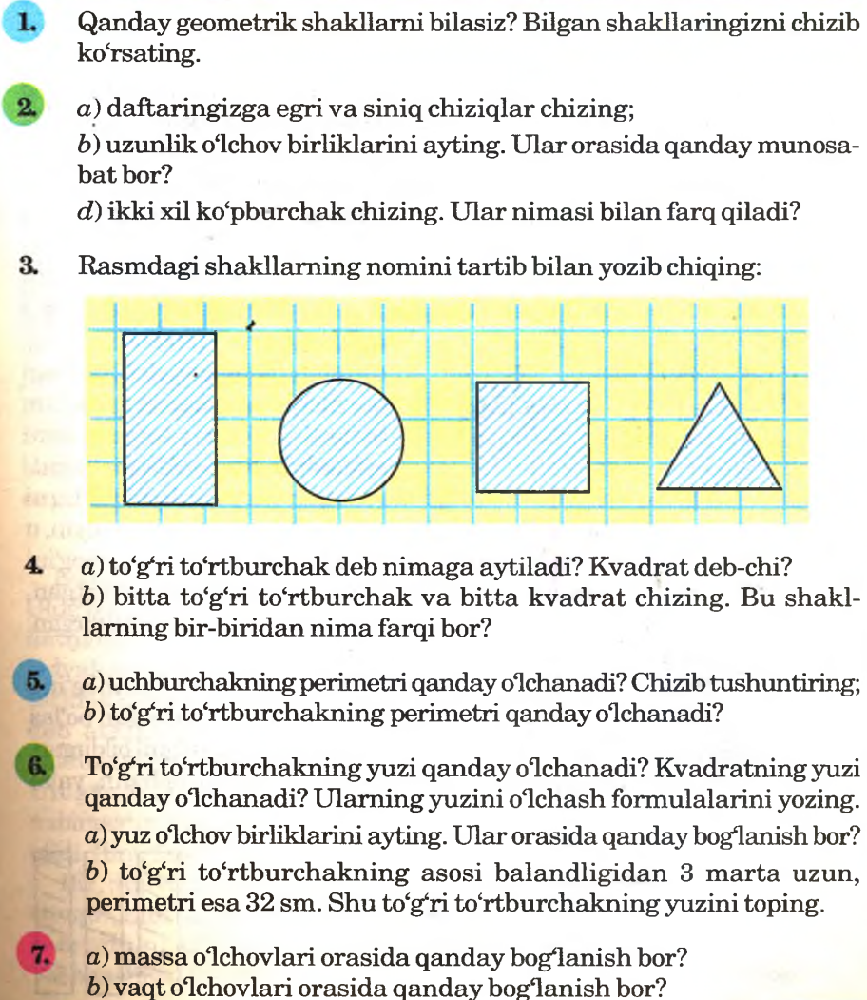 1. Qanday geometrik shakllarni bilasiz? Bilgan shakllaringizni chizib
ko‘rsating.
2. a) daftaringizga egri va siniq chiziqlar chizing;
b) uzunlik o‘lchov birliklarini ayting. Ular orasida qanday munosa-
bat bor?
d) ikki xil ko‘pburchak chizing. Ular nimasi bilan farq qiladi?
3. Rasmdagi shakllarning nomini tartib bilan yozib chiqing:
4. a) to‘g‘ri to‘rtburchak deb nimaga aytiladi? Kvadrat deb-chi?
b) bitta to‘g‘ri to‘rtburchak va bitta kvadrat chizing. Bu shakl-
larning bir-biridan nima farqi bor?
5. a) uchburchakning perimetri qanday o‘lchanadi? Chizib tushuntiring;
b) to‘g‘ri to‘rtburchakning perimetri qanday o‘lchanadi?
6. To‘g‘ri to‘rtburchakning yuzi qanday o‘lchanadi? Kvadratning yuzi
qanday o‘lchanadi? Ularning yuzini o‘lchash formulalarini yozing.
a) yuz o‘lchov birliklarini ayting. Ular orasida qanday bog‘lanish bor?
b) to‘g‘ri to‘rtburchakning asosi balandligidan 3 marta uzun,
perimetri esa 32 sm. Shu to‘g‘ri to‘rtburchakning yuzini toping.
7. a) massa o‘lchovlari orasida qanday bog‘lanish bor?
b) vaqt o‘lchovlari orasida qanday bog‘lanish bor?